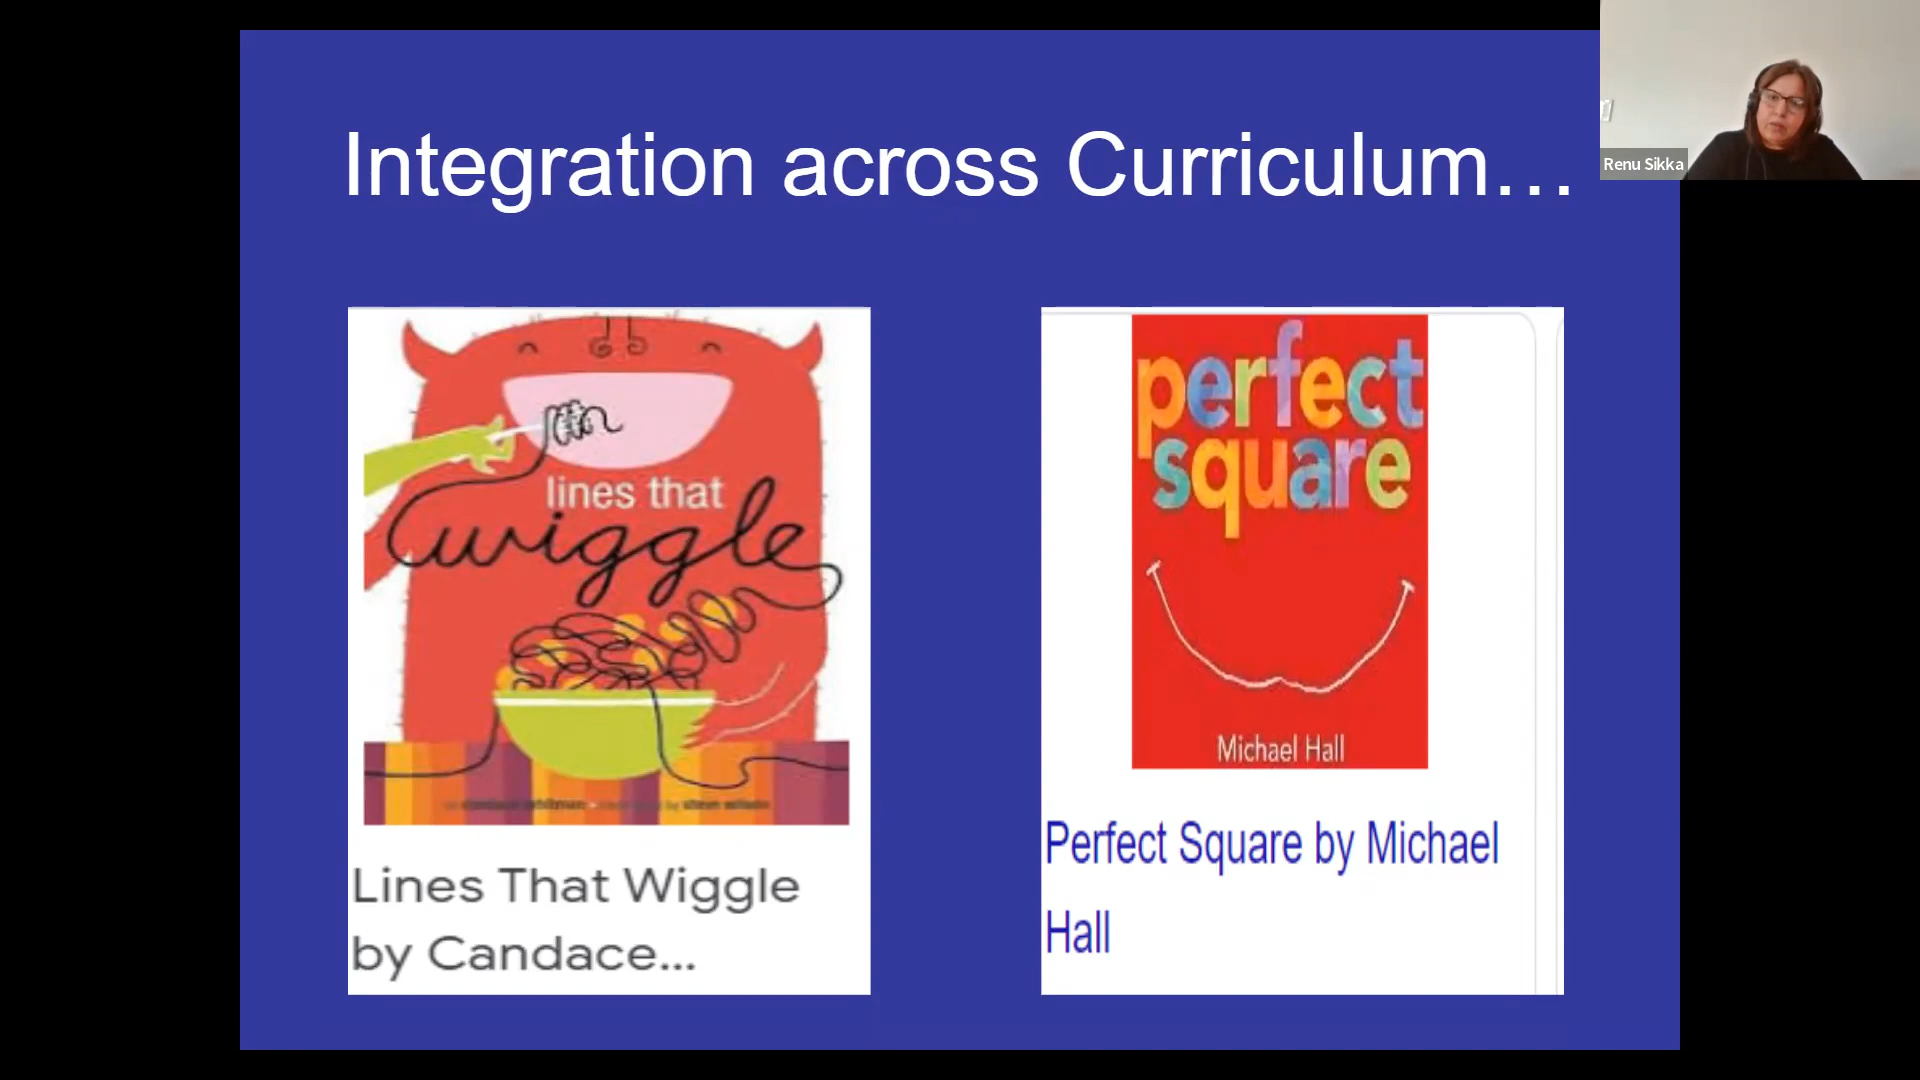 Integration across Curriculum…
Renu Sikka
lines that
wiggle
Lines That Wiggle
by Candace...
perfect
square
Michael Hall
Perfect Square by Michael
Hall